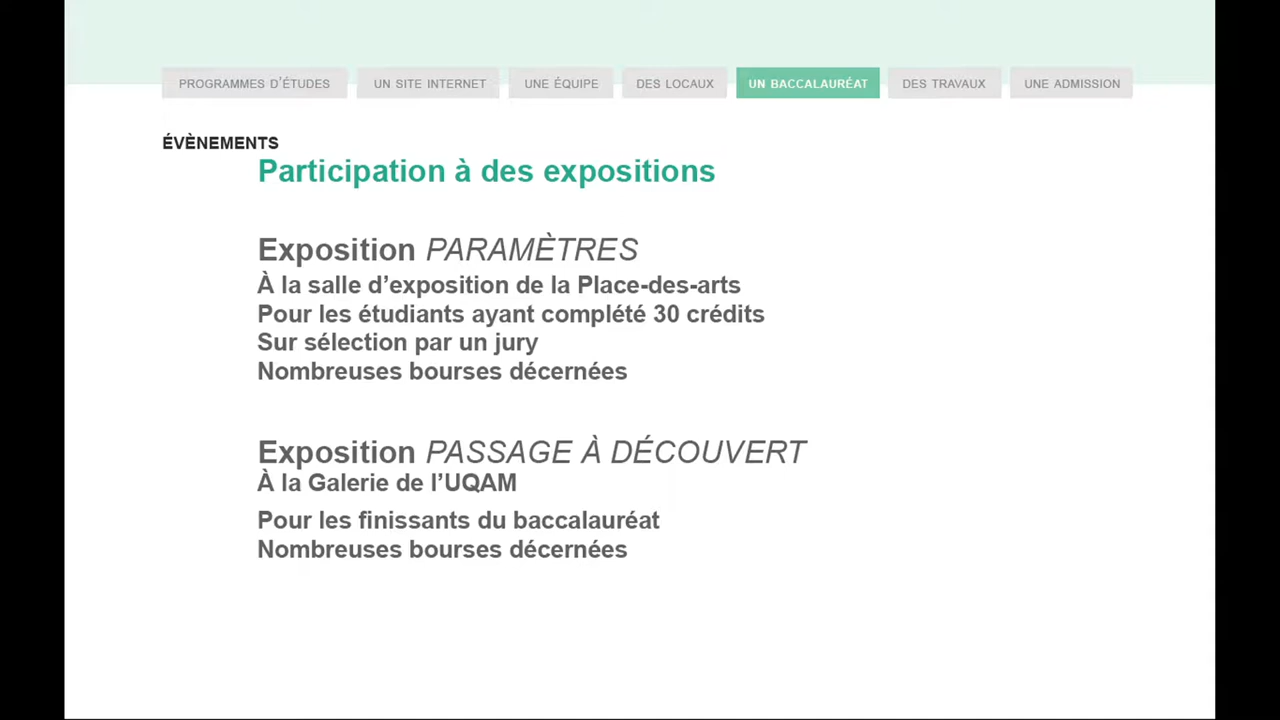 PROGRAMMES D'ÉTUDES UN SITE INTERNET UNE ÉQUIPE DES LOCAUX UN BACCALAURÉAT DES TRAVAUX UNE ADMISSION
ÉVÈNEMENTS
Participation à des expositions
Exposition PARAMÈTRES
À la salle d’exposition de la Place-des-arts
Pour les étudiants ayant complété 30 crédits
Sur sélection par un jury
Nombreuses bourses décernées
Exposition PASSAGE À DÉCOUVERT
À la Galerie de l’UQAM
Pour les finissants du baccalauréat
Nombreuses bourses décernées